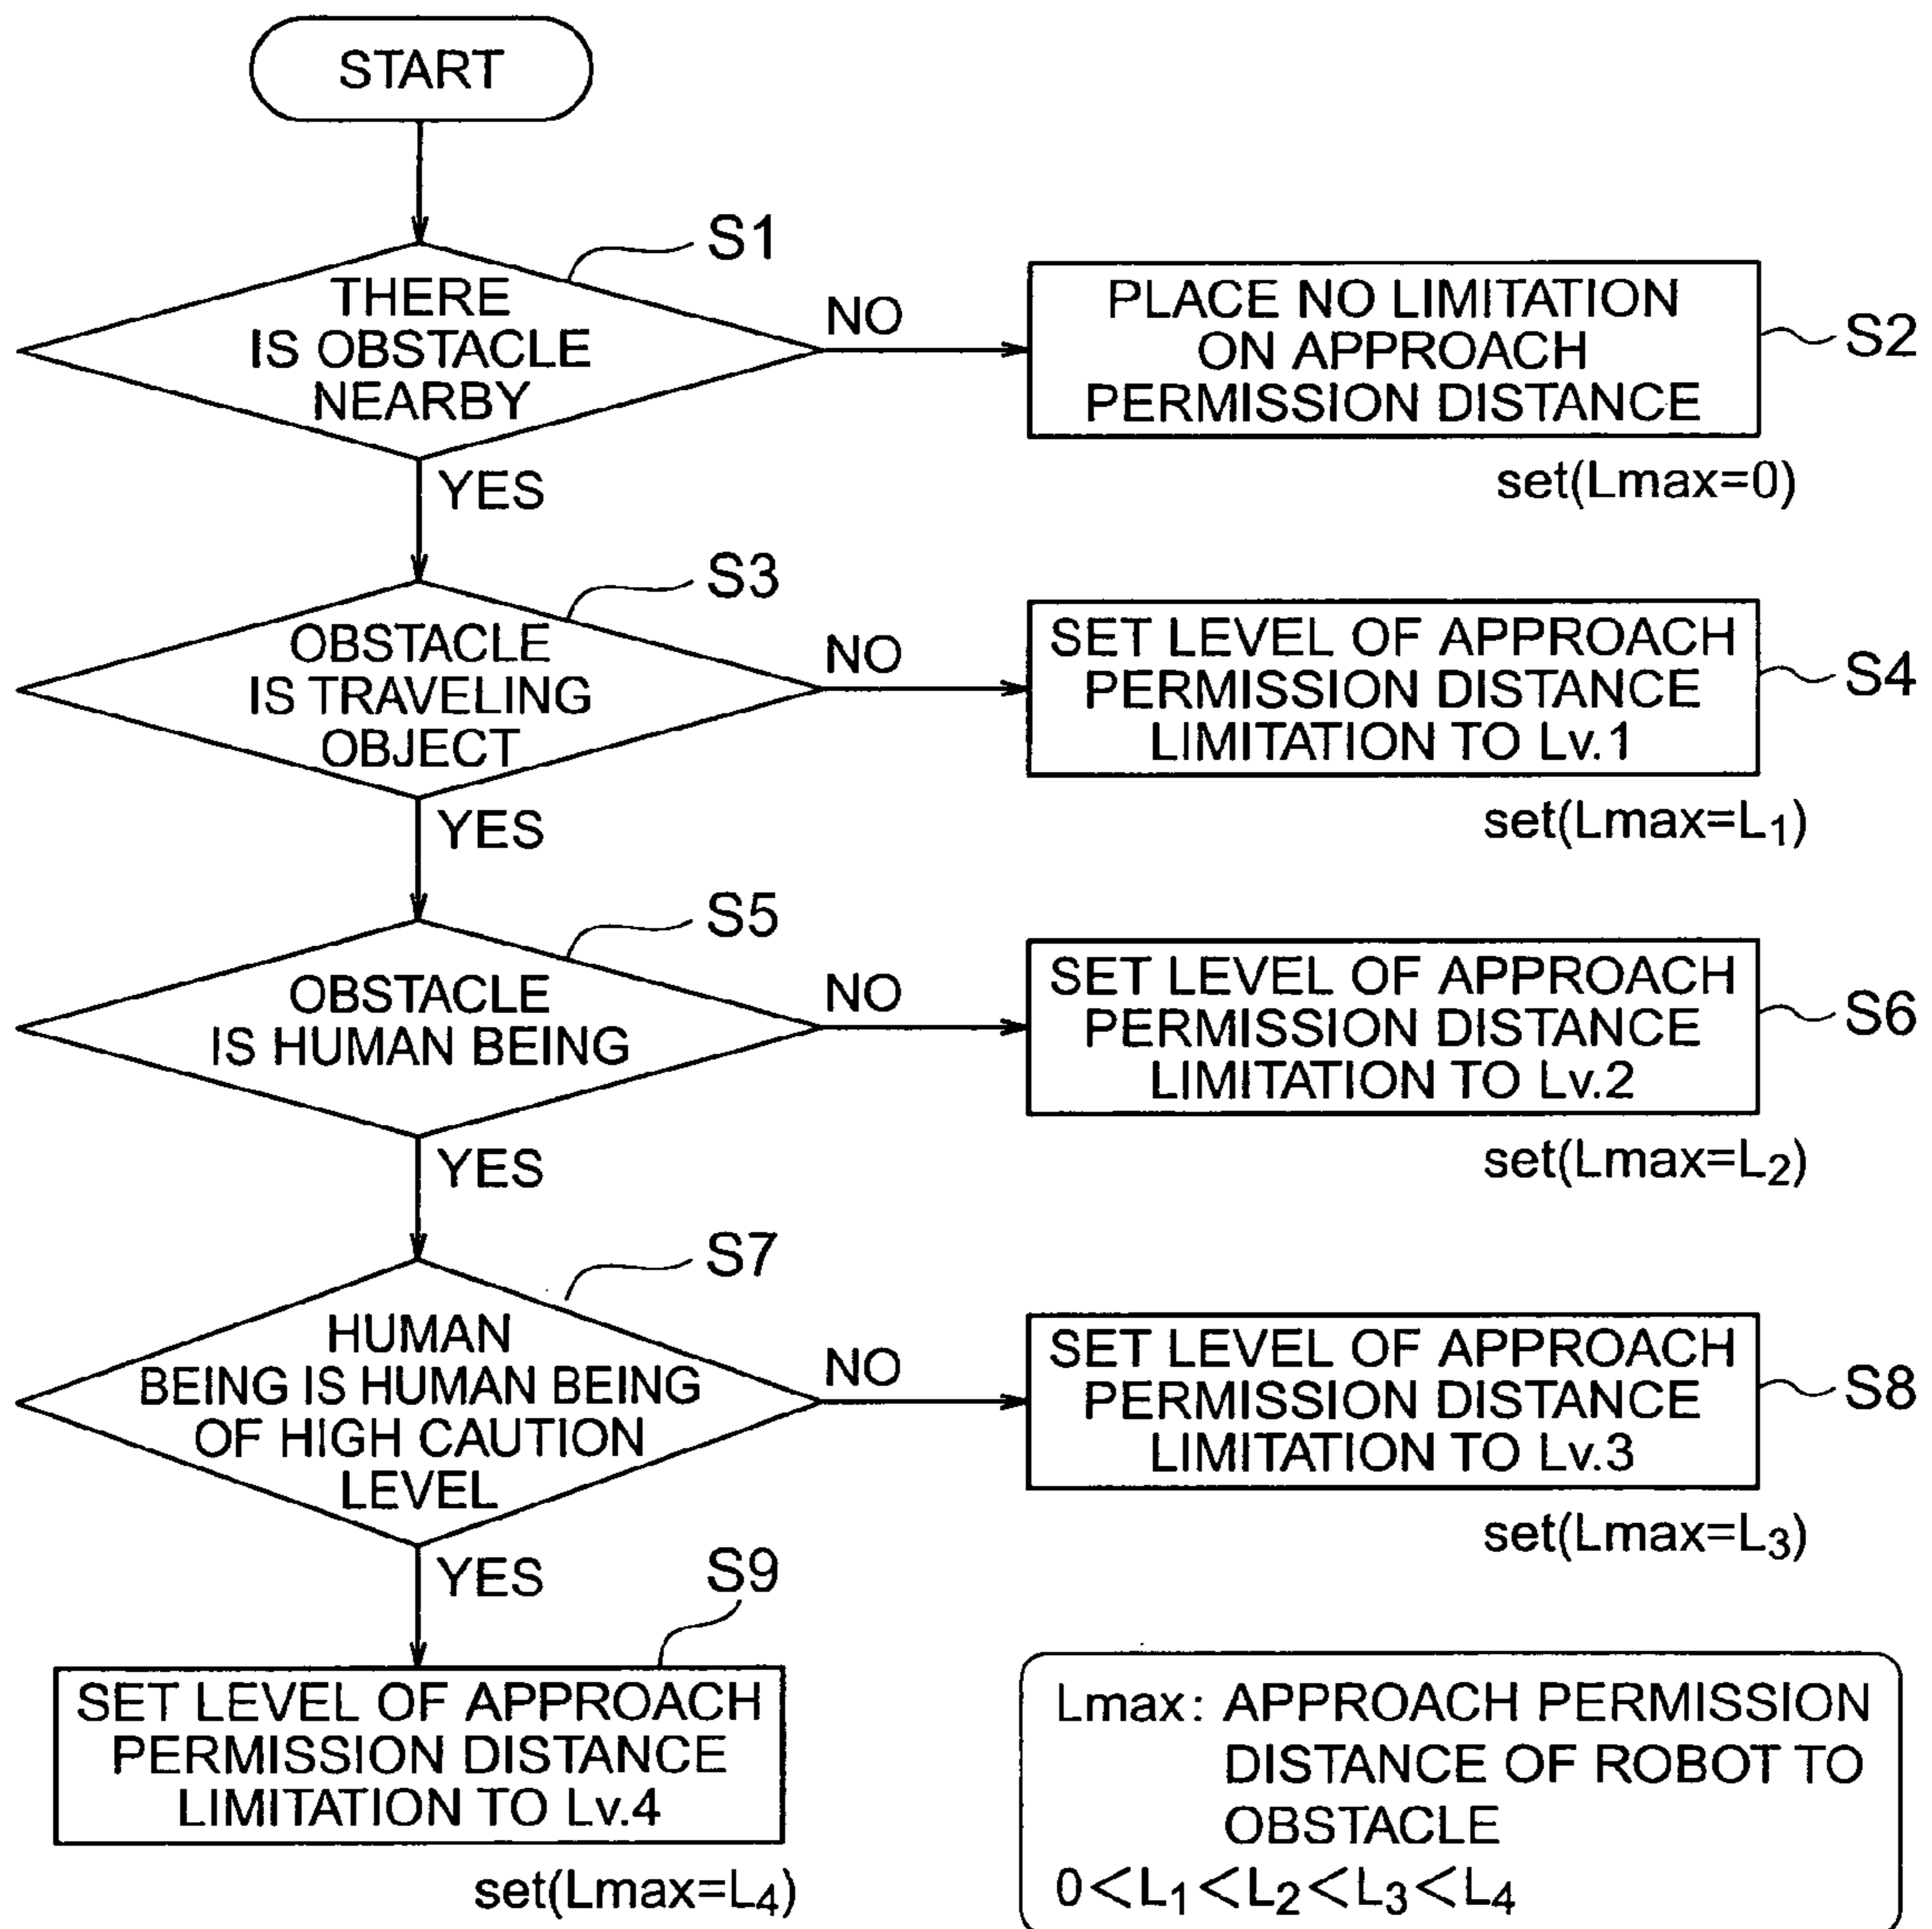 START
S1
THERE
IS OBSTACLE
NEARBY
NO
PLACE NO LIMITATION
ON APPROACH
PERMISSION DISTANCE
S2
set(Lmax=0)
YES
S3
OBSTACLE
IS TRAVELING
OBJECT
NO
SET LEVEL OF APPROACH
PERMISSION DISTANCE
LIMITATION TO Lv.1
S4
set(Lmax=L1)
YES
S5
OBSTACLE
IS HUMAN BEING
NO
SET LEVEL OF APPROACH
PERMISSION DISTANCE
LIMITATION TO Lv.2
S6
set(Lmax=L2)
YES
S7
HUMAN
BEING IS HUMAN BEING
OF HIGH CAUTION
LEVEL
NO
SET LEVEL OF APPROACH
PERMISSION DISTANCE
LIMITATION TO Lv.3
S8
set(Lmax=L3)
YES
S9
SET LEVEL OF APPROACH
PERMISSION DISTANCE
LIMITATION TO Lv.4
set(Lmax=L4)
Lmax: APPROACH PERMISSION
DISTANCE OF ROBOT TO
OBSTACLE
0<L1<L2<L3<L4